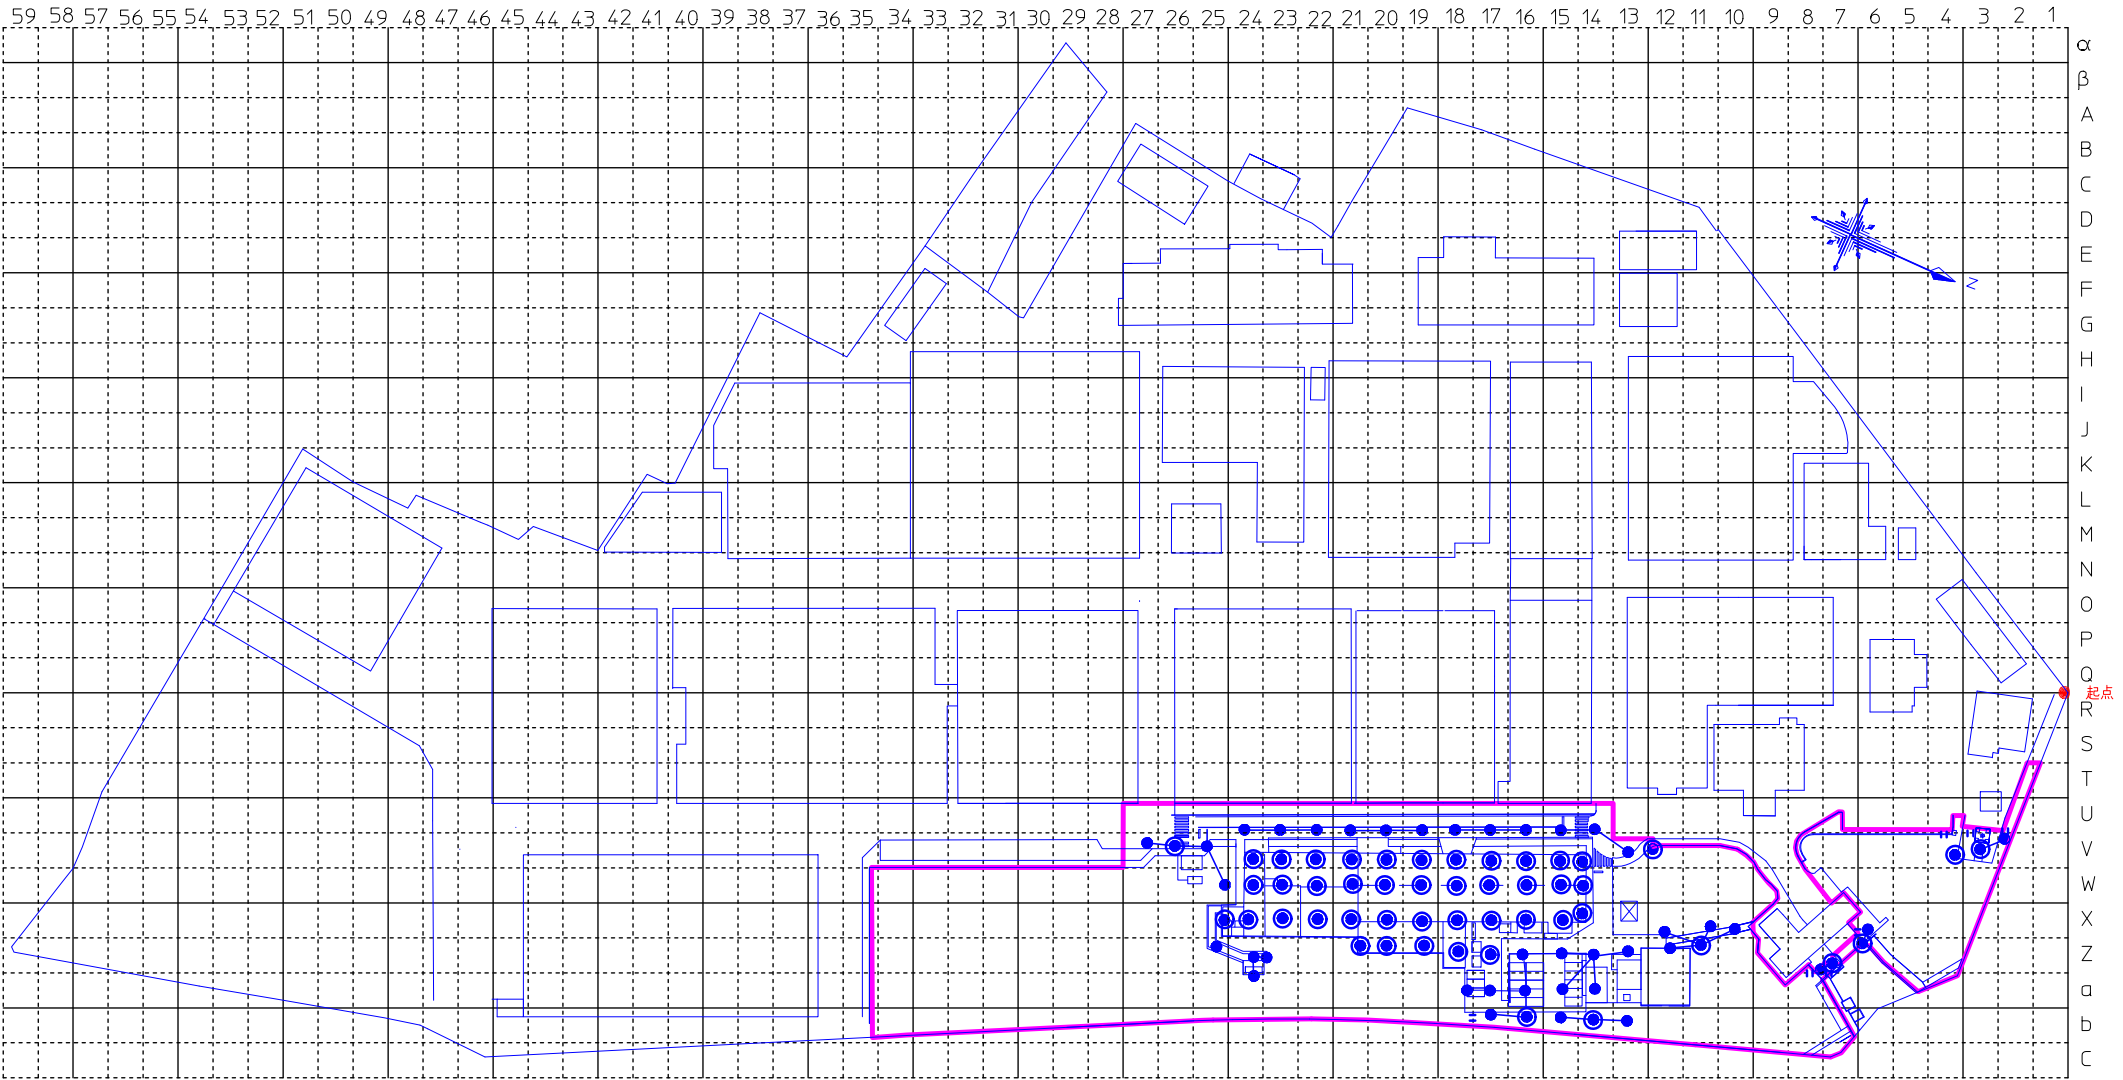 59 58 57 56 55 54 53 52 51 50 49 48 47 46 45 44 43 42 41 40 39 38 37 36 35 34 33 32 31 30 29 28 27 26 25 24 23 22 21 20 19 18 17 16 15 14 13 12 11 10 9 8 7 6 5 4 3 2 1
α
β
A
B
C
D
E
F
N
G
H
I
J
K
L
M
N
O
P
Q
起点
R
S
T
U
V
W
X
Z
a
b
C